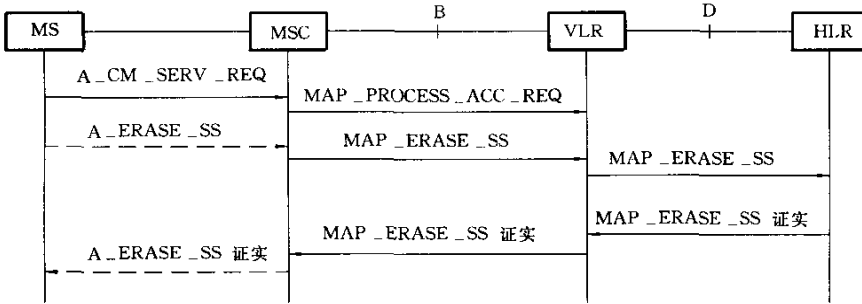 B
D
MS
MSC
VLR
HLR
A_CM_SERV_REQ
MAP_PROCESS_ACC_REQ
A_ERASE_SS
MAP_ERASE_SS
MAP_ERASE_SS
MAP_ERASE_SS 证实
MAP_ERASE_SS 证实
A_ERASE_SS 证实